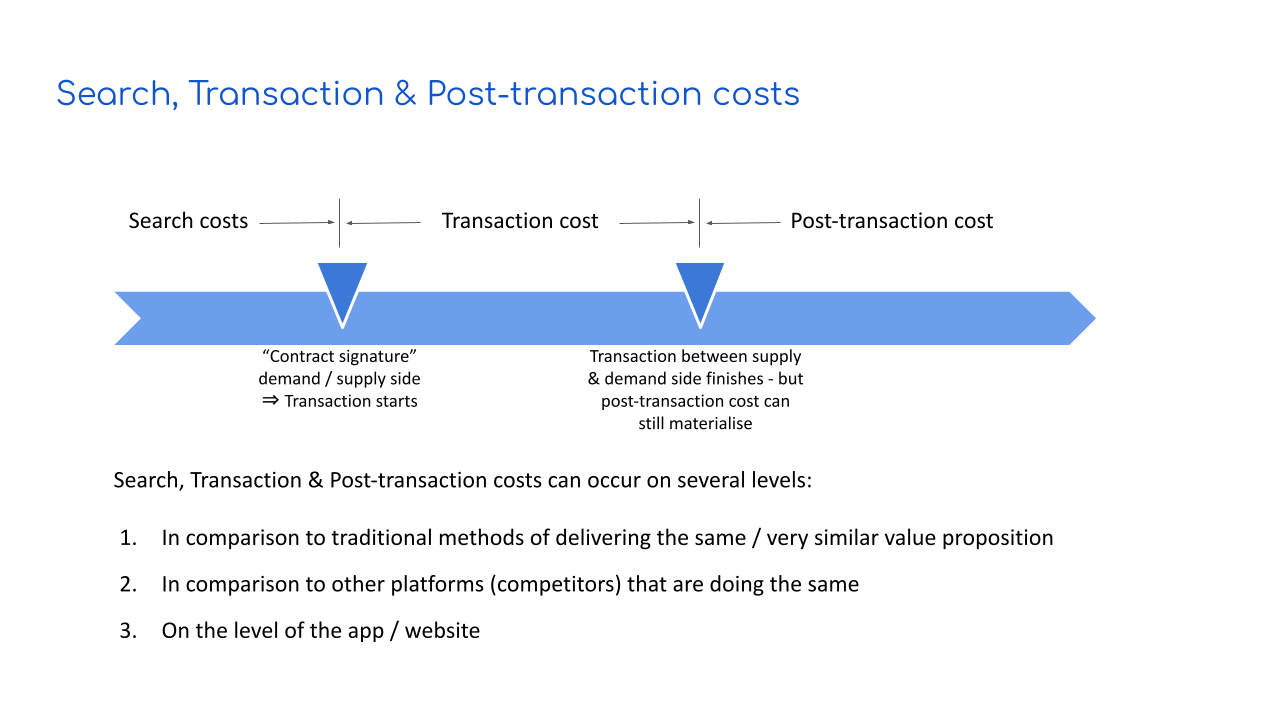 Search, Transaction & Post-transaction costs
Search costs
Transaction cost
Post-transaction cost
“Contract signature”
demand / supply side
⇒ Transaction starts
Transaction between supply
& demand side finishes - but
post-transaction cost can
still materialise
Search, Transaction & Post-transaction costs can occur on several levels:
1. In comparison to traditional methods of delivering the same / very similar value proposition
2. In comparison to other platforms (competitors) that are doing the same
3. On the level of the app / website